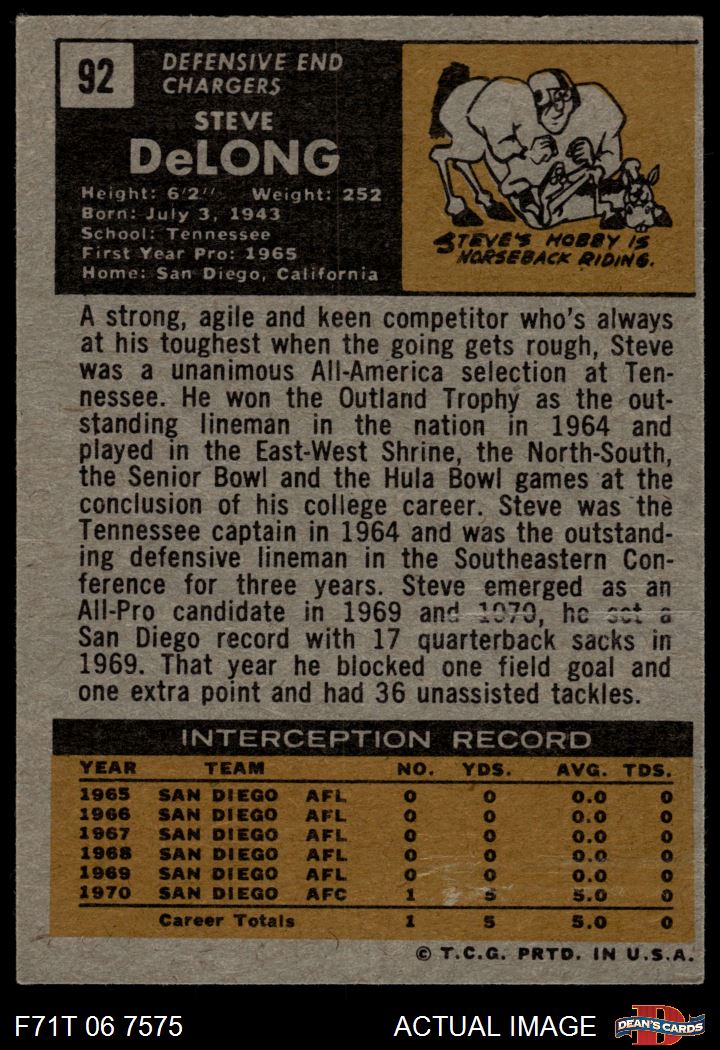 92
DEFENSIVE END
CHARGERS
STEVE
DeLONG
Height: 6'2" Weight: 252
Born: July 3, 1943
School: Tennessee
First Year Pro: 1965
Home: San Diego, California
STEVE'S HOBBY IS
HORSEBACK RIDING.
A strong, agile and keen competitor who's always
at his toughest when the going gets rough, Steve
was a unanimous All-America selection at Ten-
nessee. He won the Outland Trophy as the out-
standing lineman in the nation in 1964 and
played in the East-West Shrine, the North-South,
the Senior Bowl and the Hula Bowl games at the
conclusion of his college career. Steve was the
Tennessee captain in 1964 and was the outstand-
ing defensive lineman in the Southeastern Con-
ference for three years. Steve emerged as an
All-Pro candidate in 1969 and 1970, he set a
San Diego record with 17 quarterback sacks in
1969. That year he blocked one field goal and
one extra point and had 36 unassisted tackles.
INTERCEPTION RECORD
YEAR TEAM NO. YDS. AVG. TDS.
1965 SAN DIEGO AFL 0 0 0.0 0
1966 SAN DIEGO AFL 0 0 0.0 0
1967 SAN DIEGO AFL 0 0 0.0 0
1968 SAN DIEGO AFL 0 0 0.0 0
1969 SAN DIEGO AFL 0 0 0.0 0
1970 SAN DIEGO AFC 1 5 5.0 0
Career Totals 1 5 5.0 0
© T.C.G. PRTD. IN U.S.A.
F71T 06 7575 ACTUAL IMAGE
DEAN'S CARDS